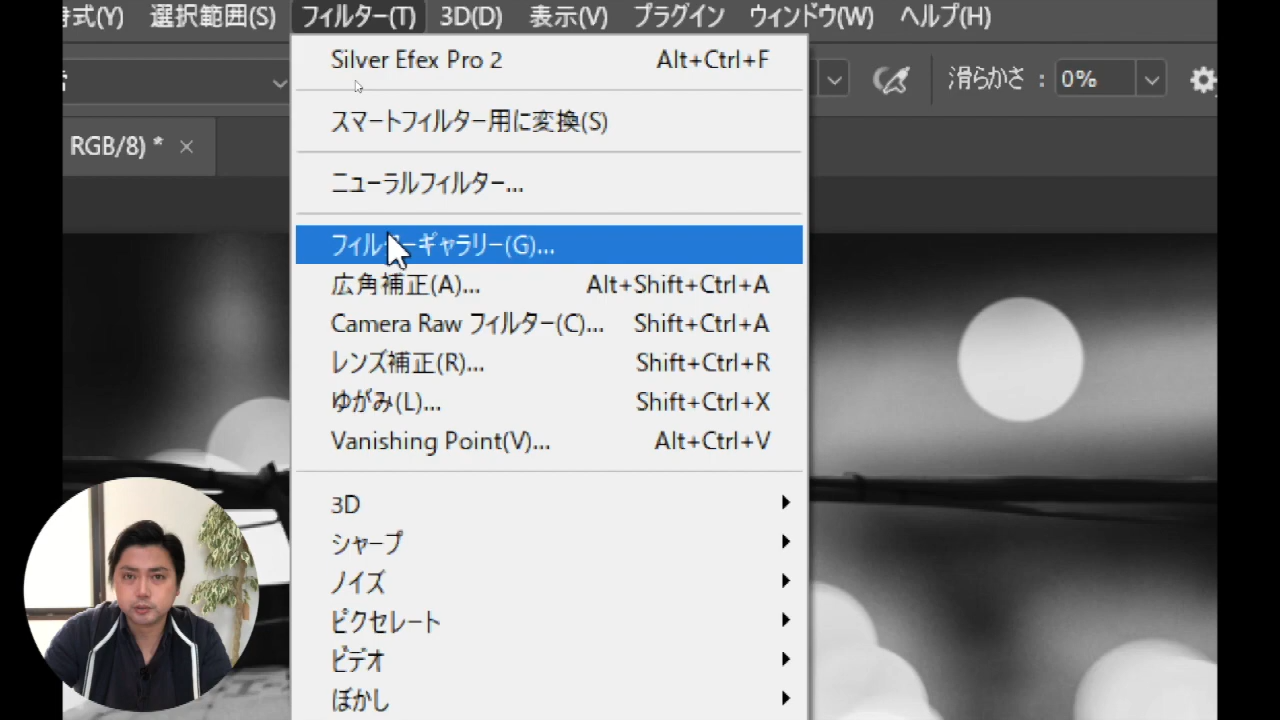 式(Y) 選択範囲(S) フィルター(T) 3D(D) 表示(V) プラグイン ウィンドウ(W) ヘルプ(H)
滑らかさ : 0%
RGB/8) * ×
Silver Efex Pro 2 Alt+Ctrl+F
スマートフィルター用に変換(S)
ニューラルフィルター...
フィルターギャラリー(G)...
広角補正(A)... Alt+Shift+Ctrl+A
Camera Raw フィルター(C)... Shift+Ctrl+A
レンズ補正(R)... Shift+Ctrl+R
ゆがみ(L)... Shift+Ctrl+X
Vanishing Point(V)... Alt+Ctrl+V
3D
シャープ
ノイズ
ピクセレート
ビデオ
ぼかし